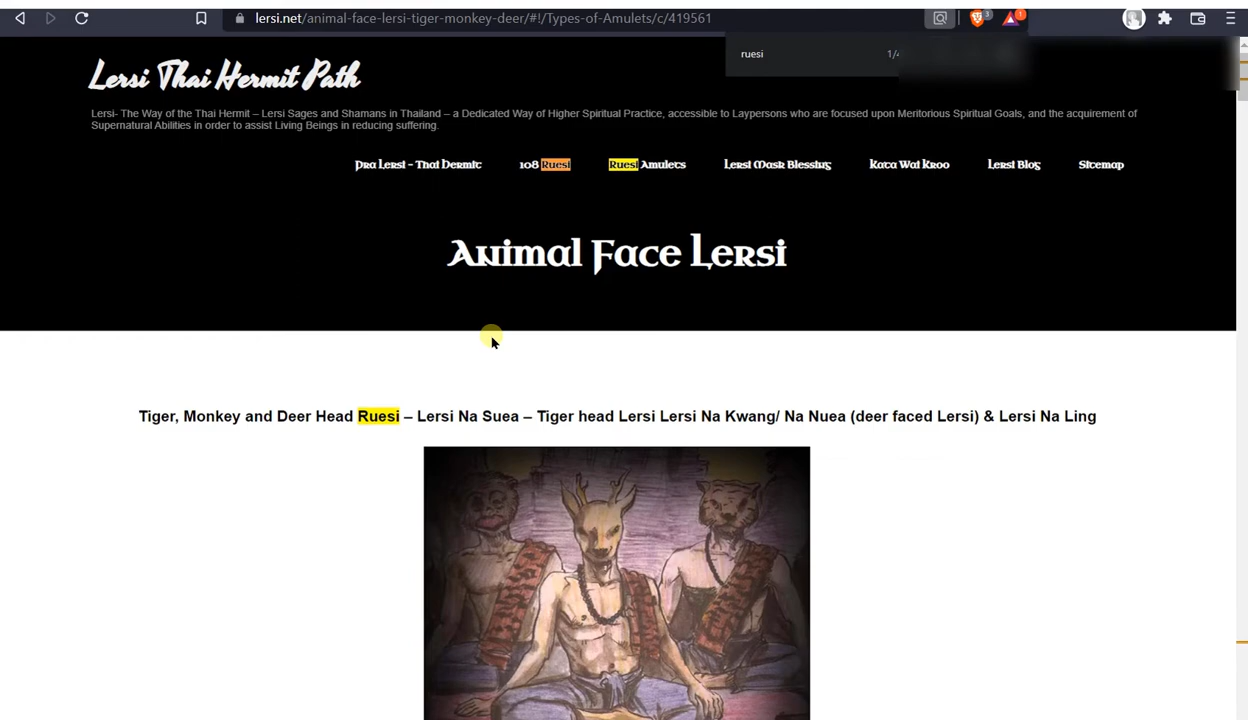 lersi.net/animal-face-lersi-tiger-monkey-deer/#!/Types-of-Amulets/c/419561
3
1
ruesi 1/4
Lersi Thai Hermit Path
Lersi- The Way of the Thai Hermit – Lersi Sages and Shamans in Thailand – a Dedicated Way of Higher Spiritual Practice, accessible to Laypersons who are focused upon Meritorious Spiritual Goals, and the acquirement of
Supernatural Abilities in order to assist Living Beings in reducing suffering.
Pra Lersi – Thai Hermit 108 Ruesi Ruesi Amulets Lersi Mask Blessing Kata Wai Kroo Lersi Blog Sitemap
Animal Face Lersi
Tiger, Monkey and Deer Head Ruesi – Lersi Na Suea – Tiger head Lersi Lersi Na Kwang/ Na Nuea (deer faced Lersi) & Lersi Na Ling